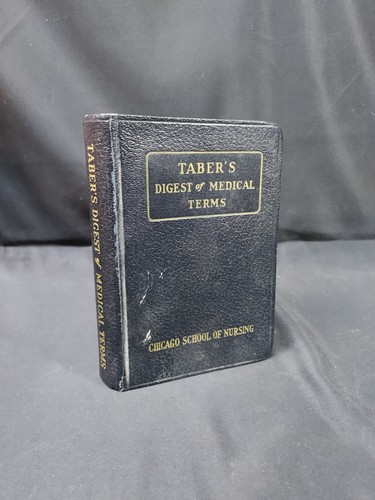 TABER'S DIGEST of MEDICAL TERMS
TABER'S
DIGEST of MEDICAL
TERMS
CHICAGO SCHOOL OF NURSING